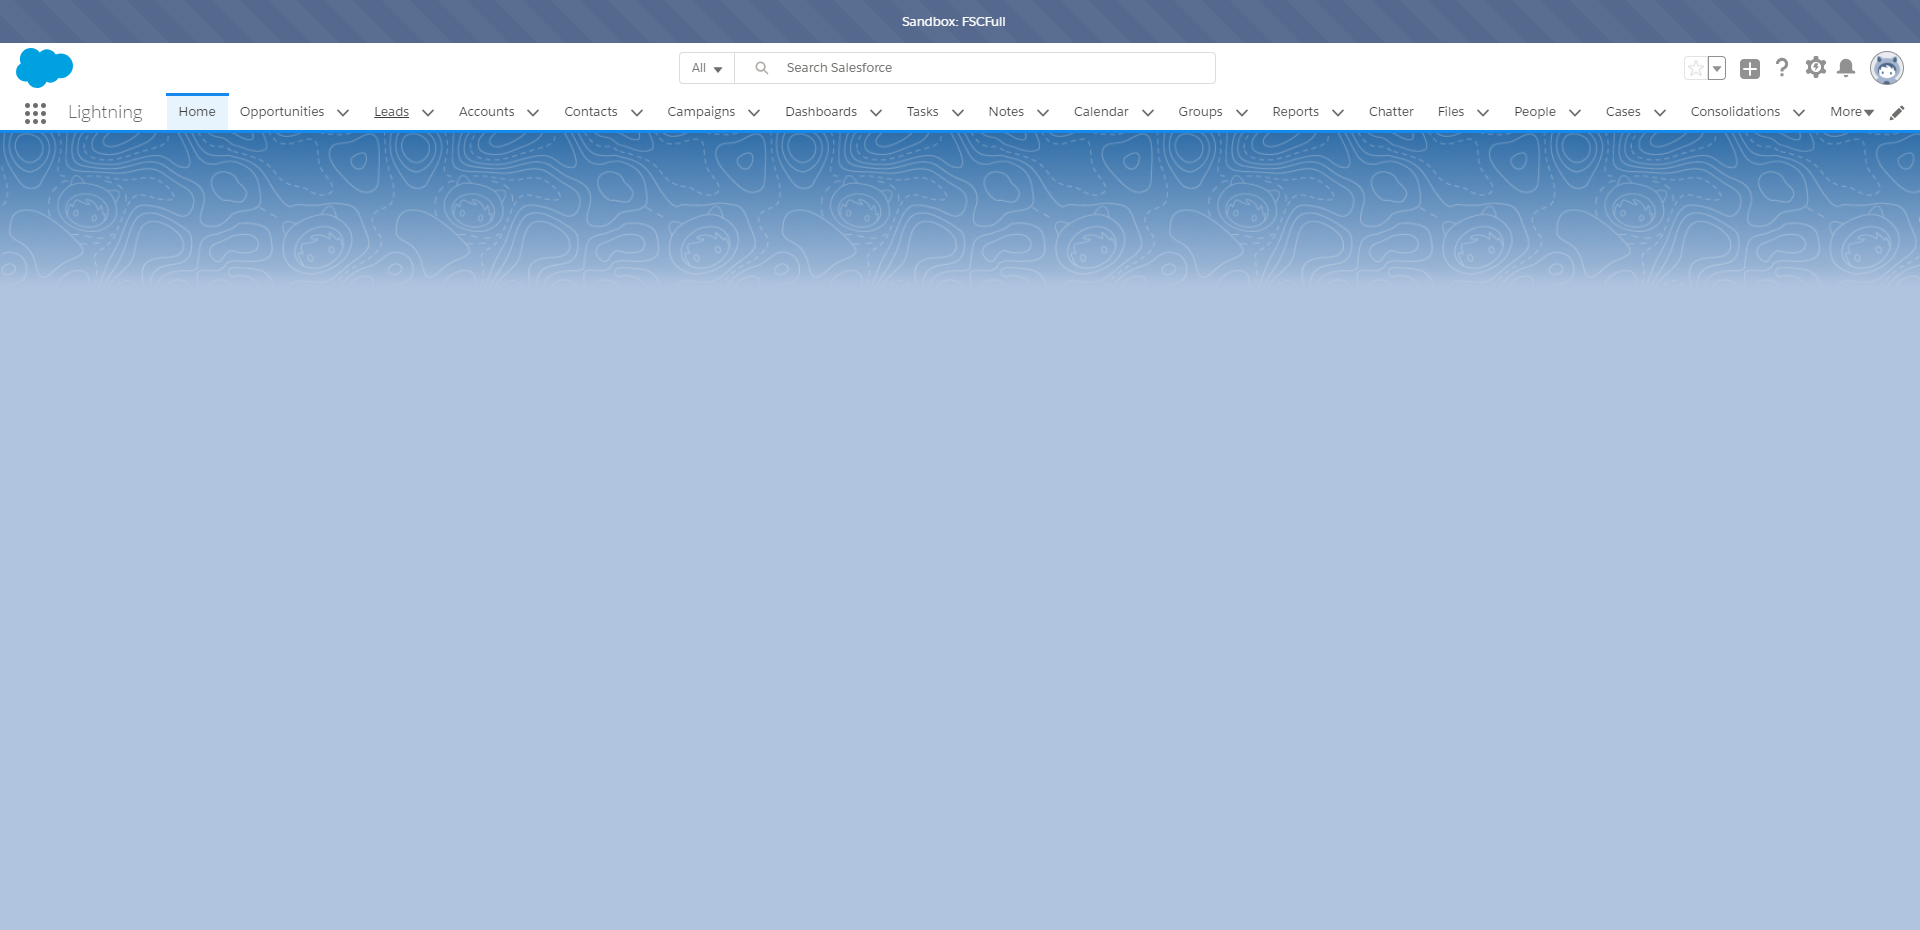 Sandbox: FSCFull
All
Search Salesforce
Lightning
Home Opportunities Leads Accounts Contacts Campaigns Dashboards Tasks Notes Calendar Groups Reports Chatter Files People Cases Consolidations More